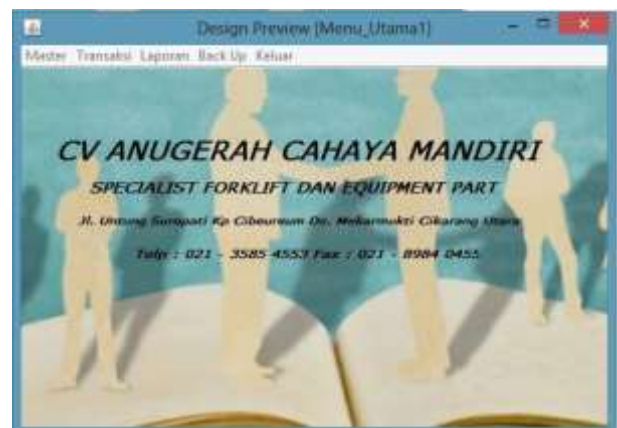 Design Preview [Menu_Utama1]
Master Transaksi Laporan Back Up Keluar
CV ANUGERAH CAHAYA MANDIRI
SPECIALIST FORKLIFT DAN EQUIPMENT PART
Jl. Untung Suropati Kp Cibeureum Ds. Mekarmukti Cikarang Utara
Telp : 021 - 3585 4553 Fax : 021 - 8984 0455